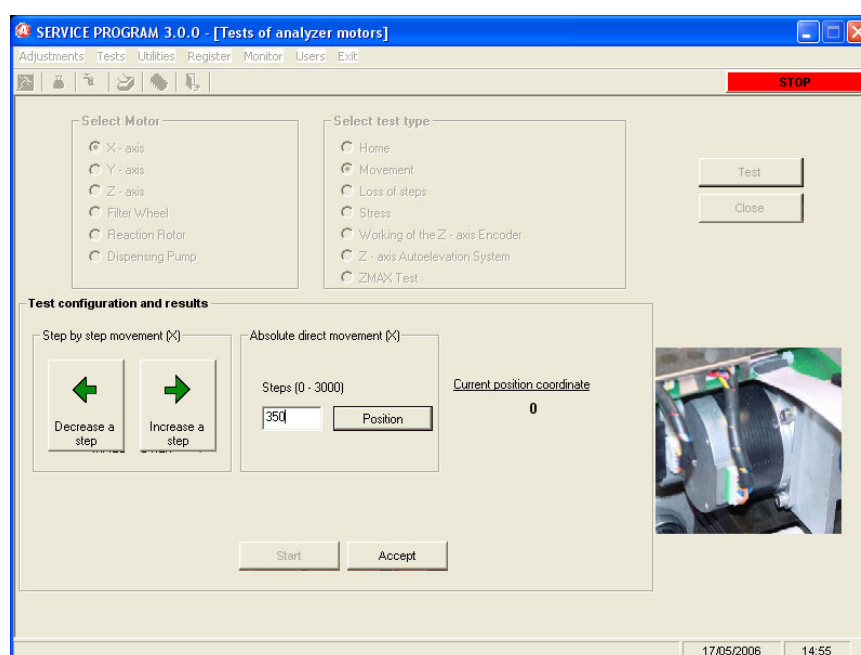 SERVICE PROGRAM 3.0.0 - [Tests of analyzer motors]
Adjustments Tests Utilities Register Monitor Users Exit
STOP
Select Motor
X - axis
Y - axis
Z - axis
Filter Wheel
Reaction Rotor
Dispensing Pump
Select test type
Home
Movement
Loss of steps
Stress
Working of the Z - axis Encoder
Z - axis Autoelevation System
ZMAX Test
Test
Close
Test configuration and results
Step by step movement (X)
Decrease a
step
Increase a
step
Absolute direct movement (X)
Steps (0 - 3000)
350
Position
Current position coordinate
0
Start
Accept
17/05/2006
14:55